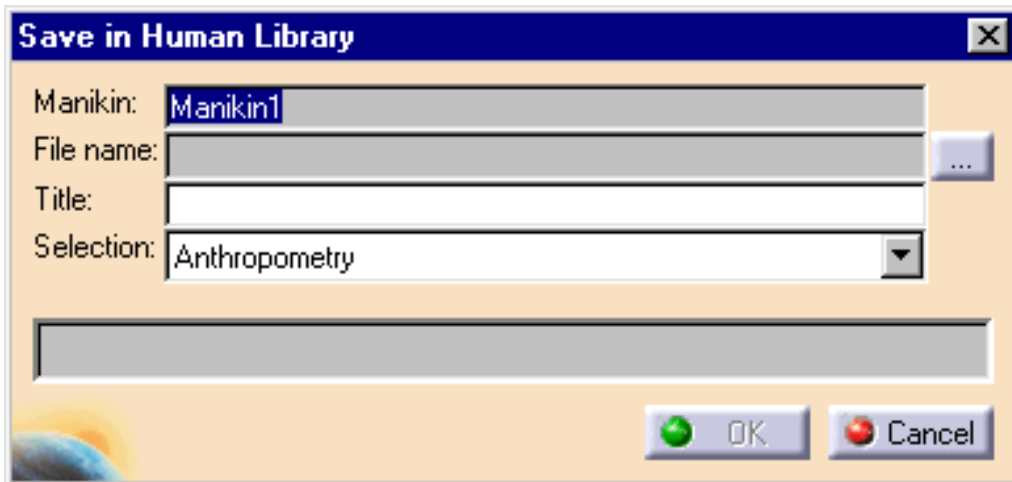 Save in Human Library
Manikin: Manikin1
File name: ...
Title:
Selection: Anthropometry
OK Cancel